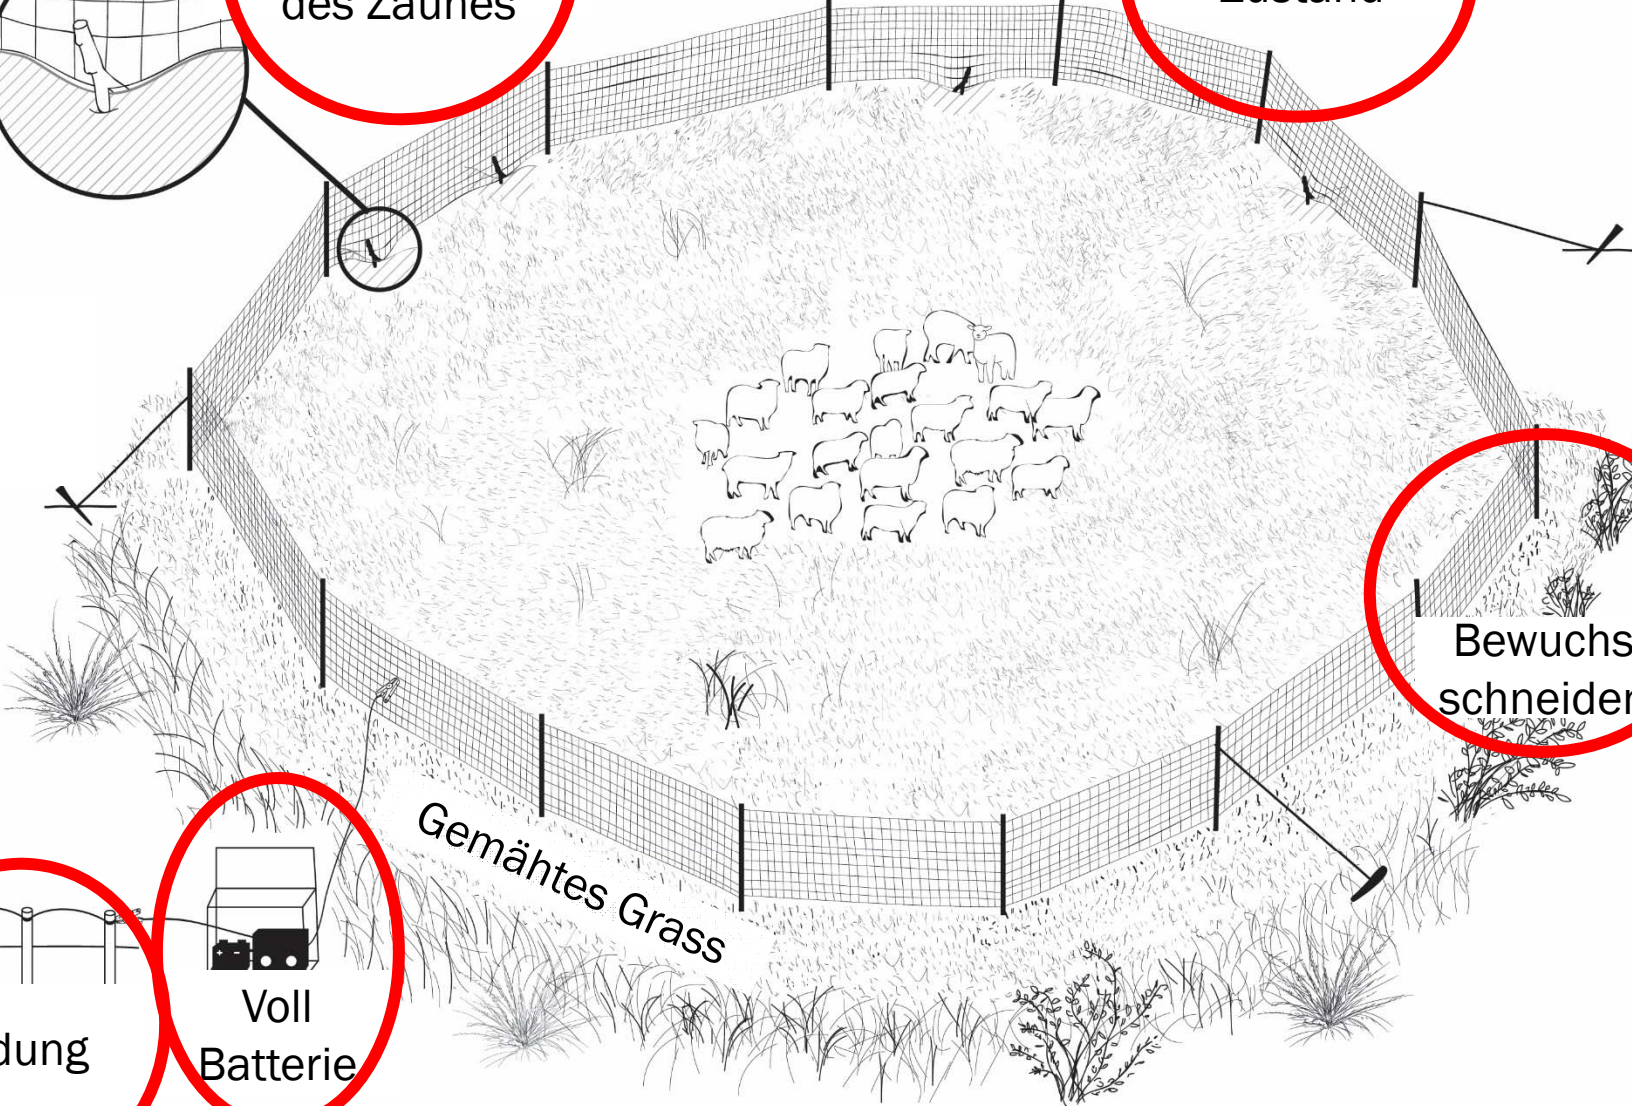 des Zaunes
Zustand
Bewuchs
schneiden
Gemähtes Grass
Voll
Batterie
dung